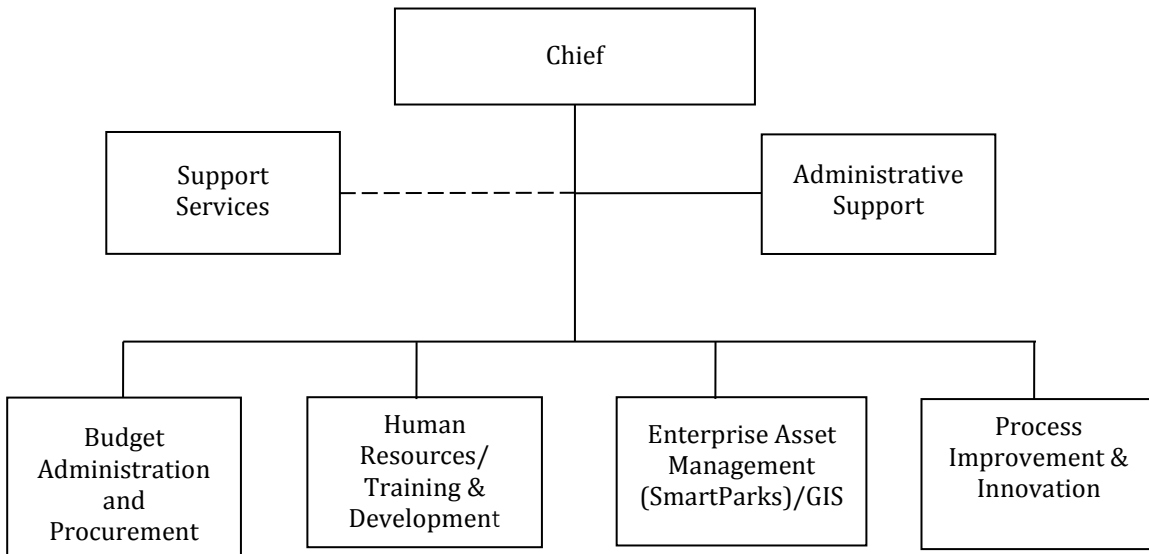 Chief
Support
Services
Administrative
Support
Budget
Administration
and
Procurement
Human
Resources/
Training &
Development
Enterprise Asset
Management
(SmartParks)/GIS
Process
Improvement &
Innovation